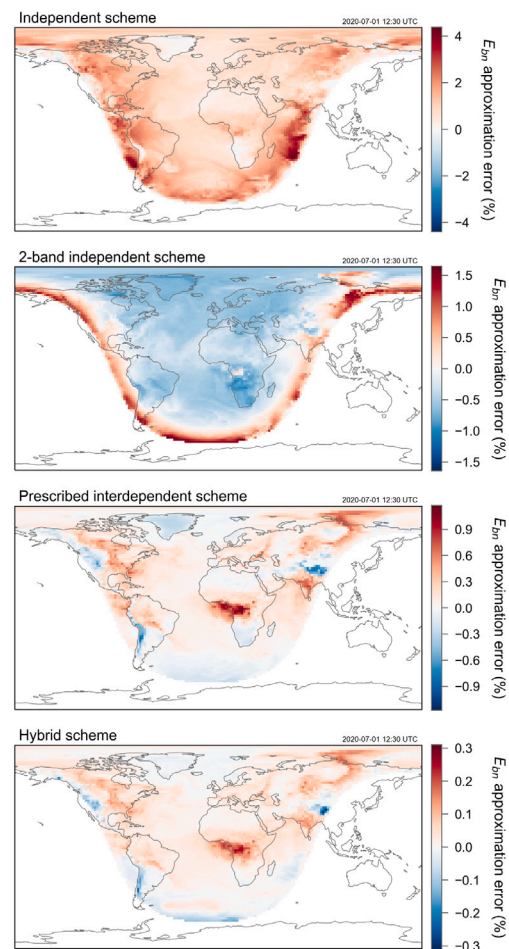 Independent scheme
2020-07-01 12:30 UTC
4
2
0
−2
−4
E_bn approximation error (%)
2-band independent scheme
2020-07-01 12:30 UTC
1.5
1.0
0.5
0.0
−0.5
−1.0
−1.5
E_bn approximation error (%)
Prescribed interdependent scheme
2020-07-01 12:30 UTC
0.9
0.6
0.3
0.0
−0.3
−0.6
−0.9
E_bn approximation error (%)
Hybrid scheme
2020-07-01 12:30 UTC
0.3
0.2
0.1
0.0
−0.1
−0.2
−0.3
E_bn approximation error (%)